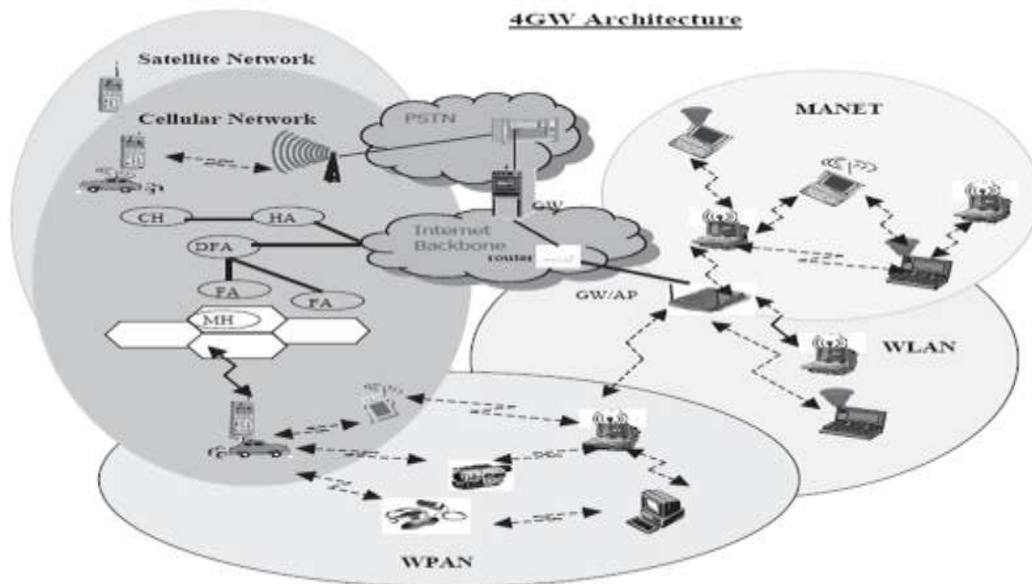 4GW Architecture
Satellite Network
Cellular Network
PSTN
MANET
CH
HA
GW
Internet
Backbone
DFA
router
FA
FA
GW/AP
MH
WLAN
WPAN